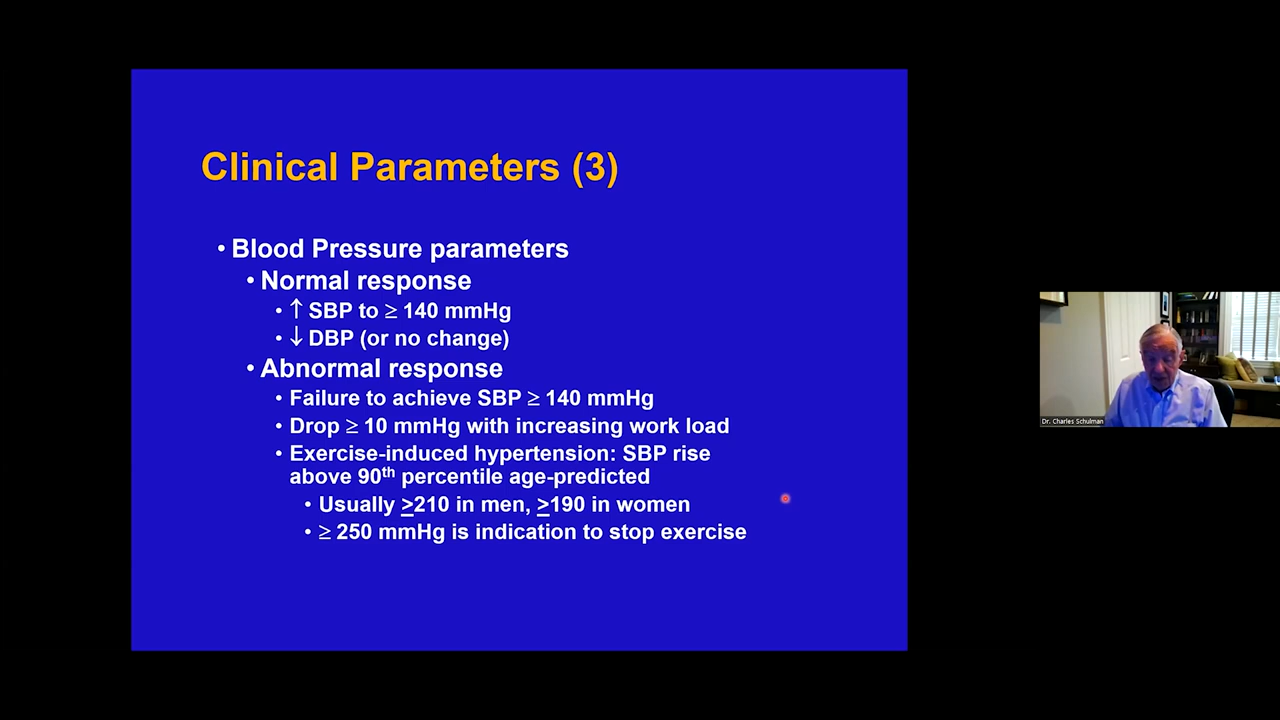 Clinical Parameters (3)
• Blood Pressure parameters
• Normal response
• ↑ SBP to ≥ 140 mmHg
• ↓ DBP (or no change)
• Abnormal response
• Failure to achieve SBP ≥ 140 mmHg
• Drop ≥ 10 mmHg with increasing work load
• Exercise-induced hypertension: SBP rise
above 90th percentile age-predicted
• Usually ≥210 in men, ≥190 in women
• ≥ 250 mmHg is indication to stop exercise
Dr. Charles Schulman